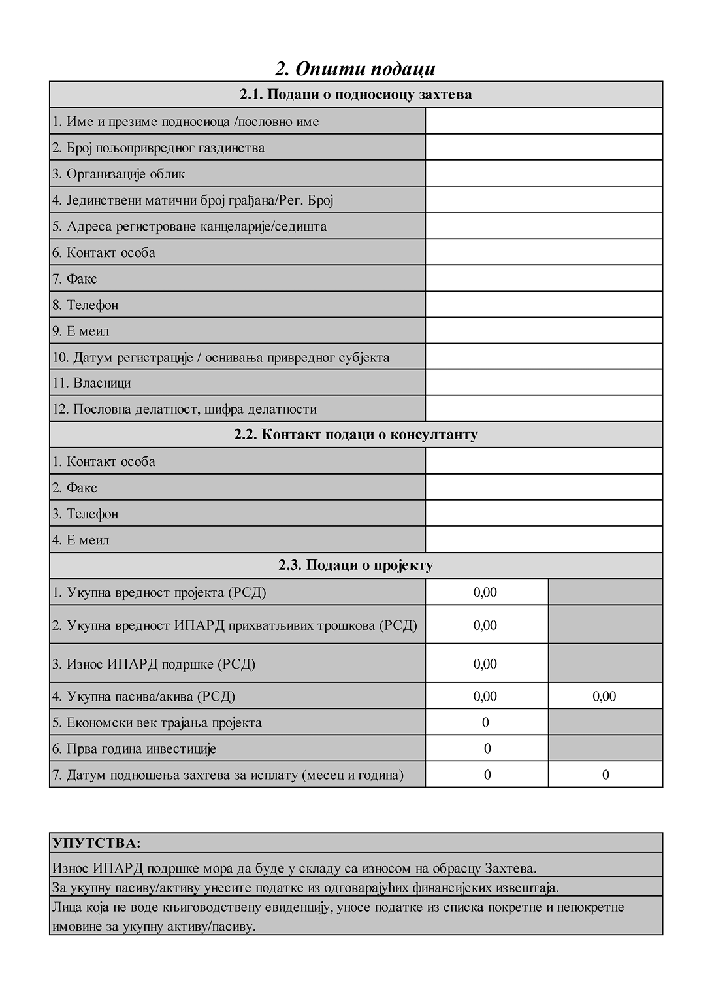 2. Општи подаци
2.1. Подаци о подносиоцу захтева
1. Име и презиме подносиоца /пословно име
2. Број пољопривредног газдинства
3. Организације облик
4. Јединствени матични број грађана/Рег. Број
5. Адреса регистроване канцеларије/седишта
6. Контакт особа
7. Факс
8. Телефон
9. Е меил
10. Датум регистрације / оснивања привредног субјекта
11. Власници
12. Пословна делатност, шифра делатности
2.2. Контакт подаци о консултанту
1. Контакт особа
2. Факс
3. Телефон
4. Е меил
2.3. Подаци о пројекту
1. Укупна вредност пројекта (РСД) 0,00
2. Укупна вредност ИПАРД прихватљивих трошкова (РСД) 0,00
3. Износ ИПАРД подршке (РСД) 0,00
4. Укупна пасива/акива (РСД) 0,00 0,00
5. Економски век трајања пројекта 0
6. Прва година инвестиције 0
7. Датум подношења захтева за исплату (месец и година) 0 0
УПУТСТВА:
Износ ИПАРД подршке мора да буде у складу са износом на обрасцу Захтева.
За укупну пасиву/активу унесите податке из одговарајућих финансијских извештаја.
Лица која не воде књиговодствену евиденцију, уносе податке из списка покретне и непокретне
имовине за укупну активу/пасиву.